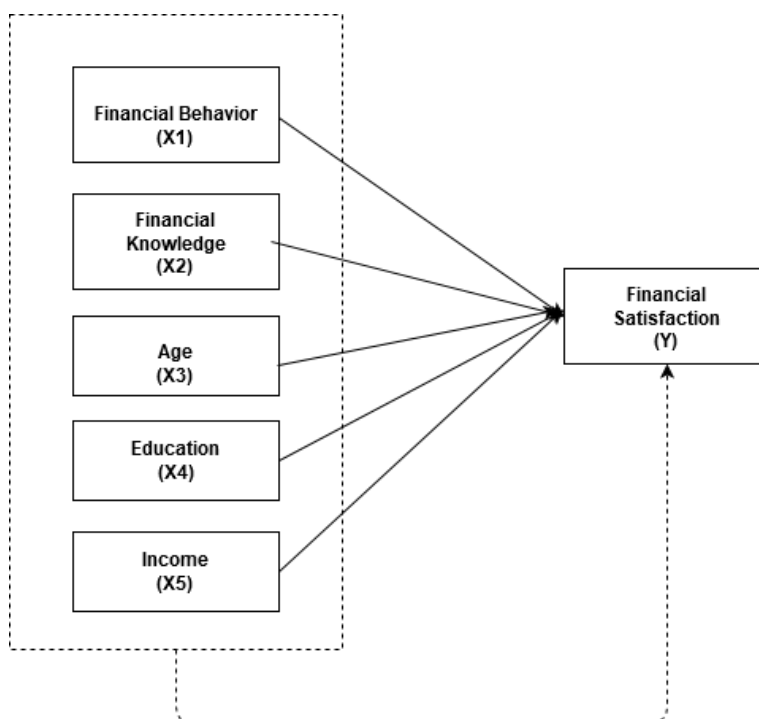 Financial Behavior
(X1)
Financial
Knowledge
(X2)
Age
(X3)
Education
(X4)
Income
(X5)
Financial
Satisfaction
(Y)